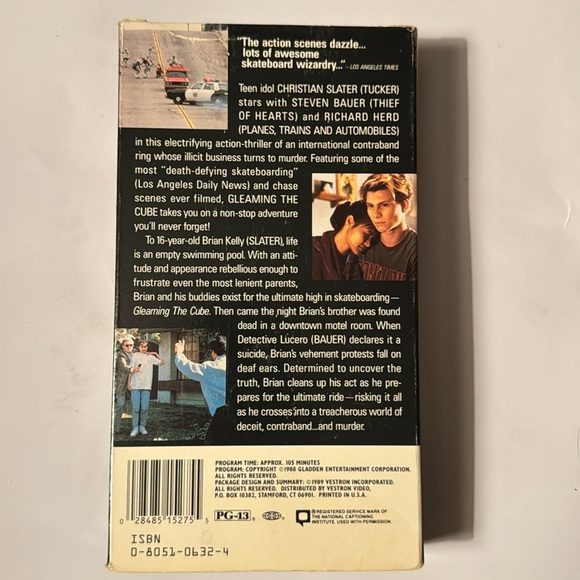 "The action scenes dazzle...
lots of awesome
skateboard wizardry..." – LOS ANGELES TIMES
Teen idol CHRISTIAN SLATER (TUCKER)
stars with STEVEN BAUER (THIEF
OF HEARTS) and RICHARD HERD
(PLANES, TRAINS AND AUTOMOBILES)
in this electrifying action-thriller of an international contraband
ring whose illicit business turns to murder. Featuring some of the
most "death-defying skateboarding"
(Los Angeles Daily News) and chase
scenes ever filmed, GLEAMING THE
CUBE takes you on a non-stop adventure
you'll never forget!
To 16-year-old Brian Kelly (SLATER), life
is an empty swimming pool. With an atti-
tude and appearance rebellious enough to
frustrate even the most lenient parents,
Brian and his buddies exist for the ultimate high in skateboarding—
Gleaming The Cube. Then came the night Brian's brother was found
dead in a downtown motel room. When
Detective Lucero (BAUER) declares it a
suicide, Brian's vehement protests fall on
deaf ears. Determined to uncover the
truth, Brian cleans up his act as he pre-
pares for the ultimate ride—risking it all
as he crosses into a treacherous world of
deceit, contraband...and murder.
PROGRAM TIME: APPROX. 105 MINUTES
PROGRAM: COPYRIGHT ©1988 GLADDEN ENTERTAINMENT CORPORATION.
ALL RIGHTS RESERVED.
PACKAGE DESIGN AND SUMMARY: ©1989 VESTRON INCORPORATED.
ALL RIGHTS RESERVED. DISTRIBUTED BY VESTRON VIDEO,
P.O. BOX 10382, STAMFORD, CT 06901. PRINTED IN U.S.A.
0 28485 15275 5
PG-13
® REGISTERED SERVICE MARK OF
THE NATIONAL CAPTIONING
INSTITUTE. USED WITH PERMISSION.
ISBN
0-8051-0632-4